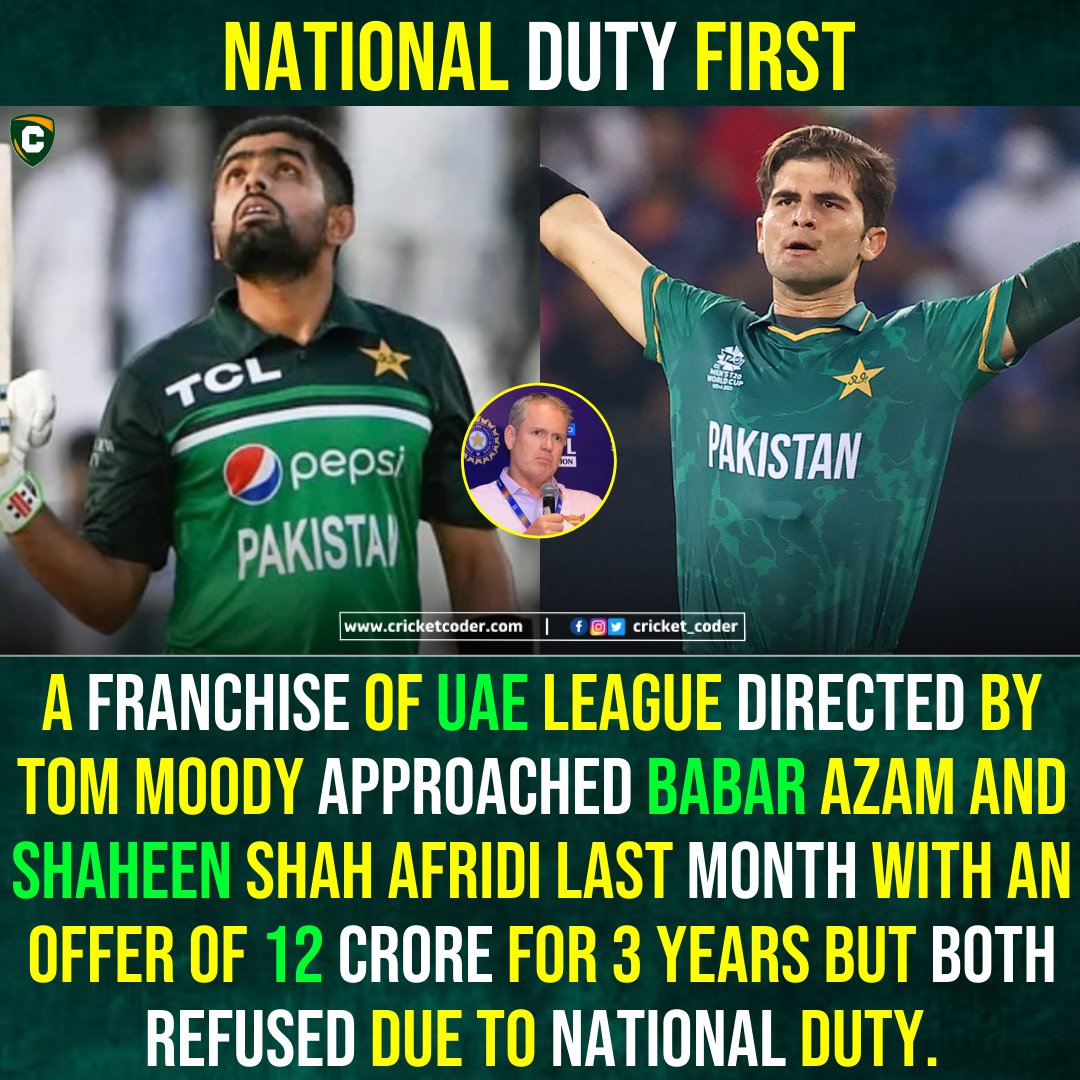 NATIONAL DUTY FIRST
C
TCL
pepsi
PAKISTAN
MEN'S T20
WORLD CUP
PAKISTAN
www.cricketcoder.com | cricket_coder
A FRANCHISE OF UAE LEAGUE DIRECTED BY
TOM MOODY APPROACHED BABAR AZAM AND
SHAHEEN SHAH AFRIDI LAST MONTH WITH AN
OFFER OF 12 CRORE FOR 3 YEARS BUT BOTH
REFUSED DUE TO NATIONAL DUTY.